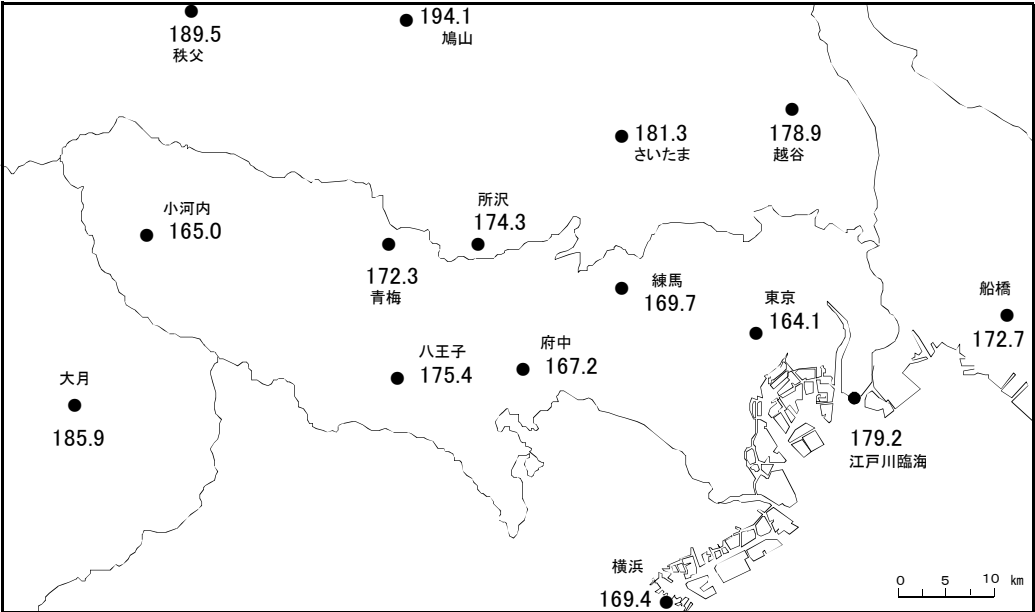 189.5
秩父
194.1
鳩山
181.3
さいたま
178.9
越谷
小河内
165.0
所沢
174.3
172.3
青梅
練馬
169.7
東京
164.1
船橋
172.7
大月
185.9
八王子
175.4
府中
167.2
179.2
江戸川臨海
横浜
169.4
0 5 10 km